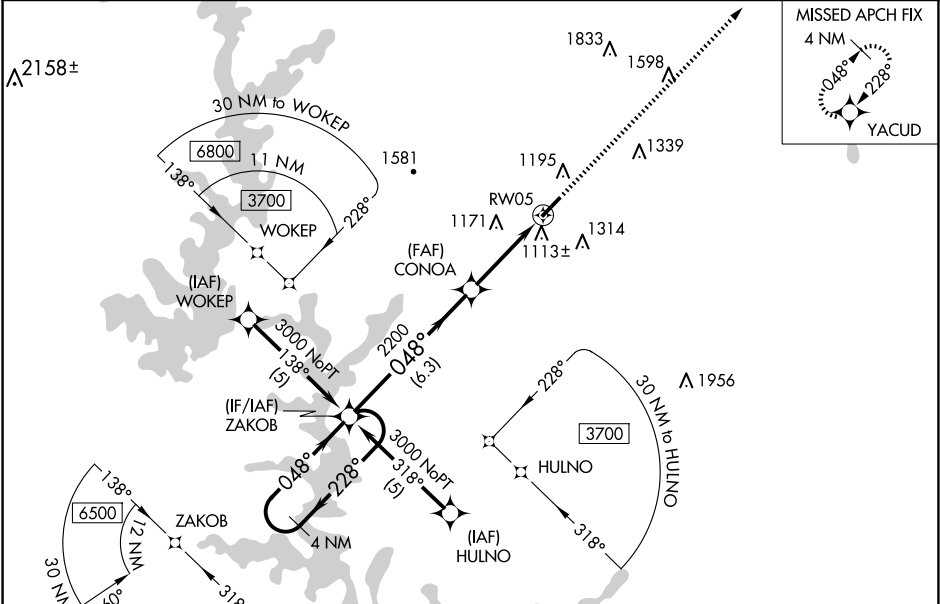 MISSED APCH FIX
4 NM
048°
228°
YACUD
2158±
1833
1598
30 NM to WOKEP
6800
11 NM
138°
3700
228°
WOKEP
1581
1195
1339
RW05
1171
1113±
1314
(FAF)
CONOA
(IAF)
WOKEP
3000 NoPT
138°
(5)
2200
048°
(6.3)
(IF/IAF)
ZAKOB
048°
228°
4 NM
3000 NoPT
318°
(5)
(IAF)
HULNO
228°
1956
30 NM to HULNO
3700
HULNO
318°
138°
6500
12 NM
ZAKOB
30 NM
318